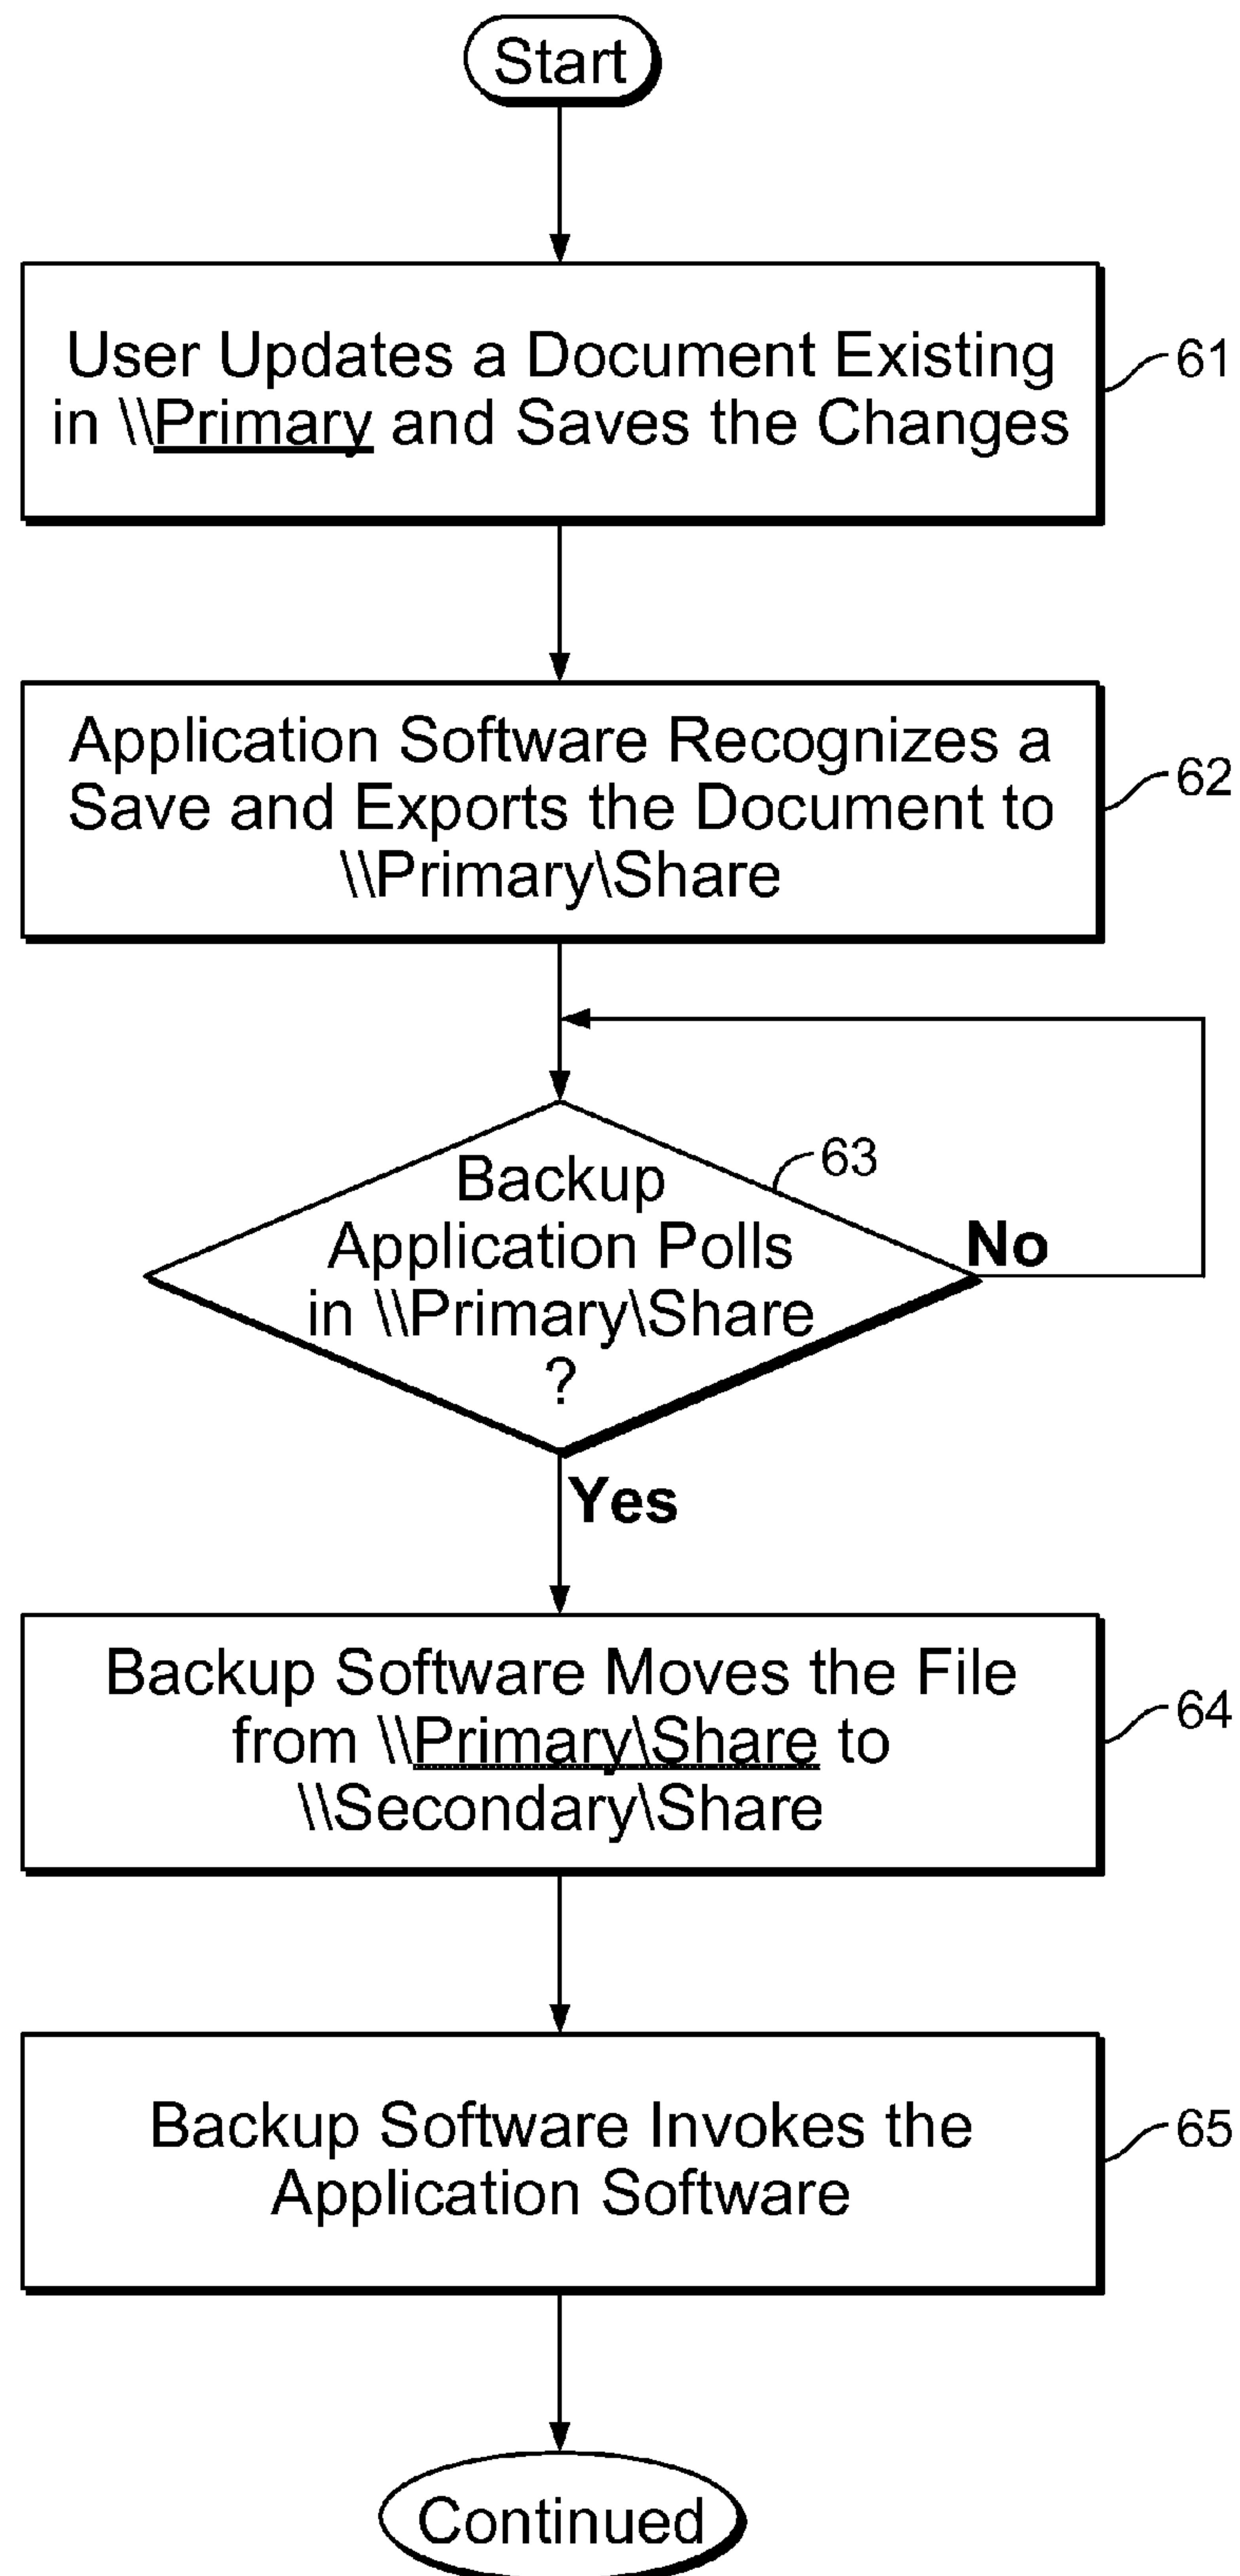 Start
User Updates a Document Existing
in \\Primary and Saves the Changes
61
Application Software Recognizes a
Save and Exports the Document to
\\Primary\Share
62
Backup
Application Polls
in \\Primary\Share
?
63
No
Yes
Backup Software Moves the File
from \\Primary\Share to
\\Secondary\Share
64
Backup Software Invokes the
Application Software
65
Continued